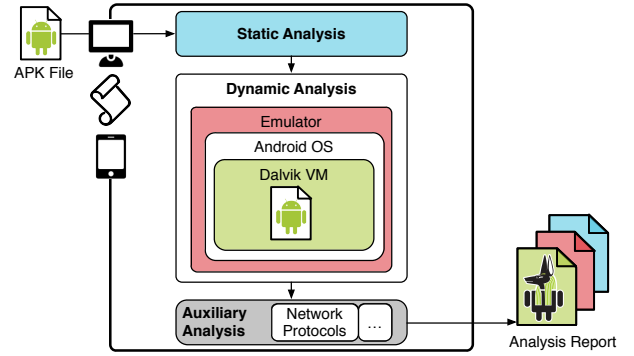 Static Analysis
APK File
Dynamic Analysis
Emulator
Android OS
Dalvik VM
Auxiliary
Analysis
Network
Protocols
...
Analysis Report